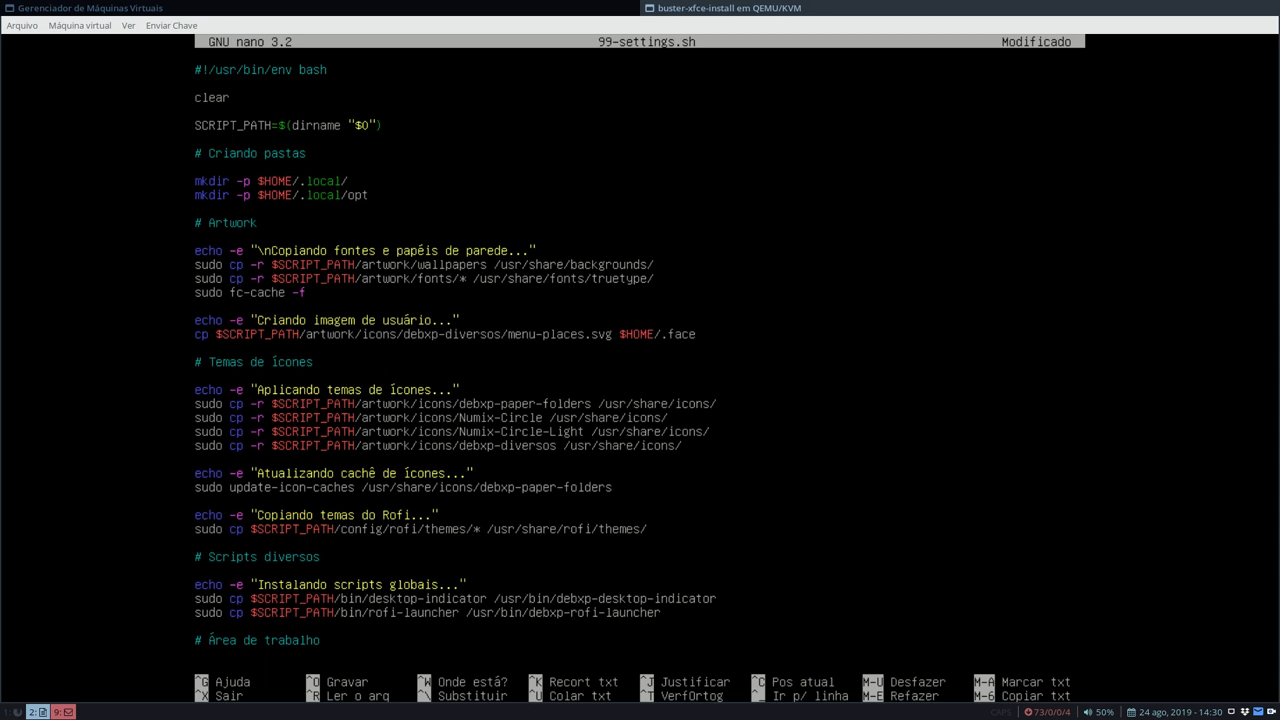 Gerenciador de Máquinas Virtuais
buster-xfce-install em QEMU/KVM
Arquivo Máquina virtual Ver Enviar Chave
GNU nano 3.2 99-settings.sh Modificado
#!/usr/bin/env bash
clear
SCRIPT_PATH=$(dirname "$0")
# Criando pastas
mkdir -p $HOME/.local/
mkdir -p $HOME/.local/opt
# Artwork
echo -e "\nCopiando fontes e papéis de parede..."
sudo cp -r $SCRIPT_PATH/artwork/wallpapers /usr/share/backgrounds/
sudo cp -r $SCRIPT_PATH/artwork/fonts/* /usr/share/fonts/truetype/
sudo fc-cache -f
echo -e "Criando imagem de usuário..."
cp $SCRIPT_PATH/artwork/icons/debxp-diversos/menu-places.svg $HOME/.face
# Temas de ícones
echo -e "Aplicando temas de ícones..."
sudo cp -r $SCRIPT_PATH/artwork/icons/debxp-paper-folders /usr/share/icons/
sudo cp -r $SCRIPT_PATH/artwork/icons/Numix-Circle /usr/share/icons/
sudo cp -r $SCRIPT_PATH/artwork/icons/Numix-Circle-Light /usr/share/icons/
sudo cp -r $SCRIPT_PATH/artwork/icons/debxp-diversos /usr/share/icons/
echo -e "Atualizando cachê de ícones..."
sudo update-icon-caches /usr/share/icons/debxp-paper-folders
echo -e "Copiando temas do Rofi..."
sudo cp $SCRIPT_PATH/config/rofi/themes/* /usr/share/rofi/themes/
# Scripts diversos
echo -e "Instalando scripts globais..."
sudo cp $SCRIPT_PATH/bin/desktop-indicator /usr/bin/debxp-desktop-indicator
sudo cp $SCRIPT_PATH/bin/rofi-launcher /usr/bin/debxp-rofi-launcher
# Área de trabalho
^G Ajuda ^O Gravar ^W Onde está? ^K Recort txt ^J Justificar ^C Pos atual M-U Desfazer M-A Marcar txt
^X Sair ^R Ler o arq ^\ Substituir ^U Colar txt ^T VerfOrtog ^_ Ir p/ linha M-E Refazer M-6 Copiar txt
1: 2: 9: CAPS 73/0/0/4 50% 24 ago, 2019 - 14:30